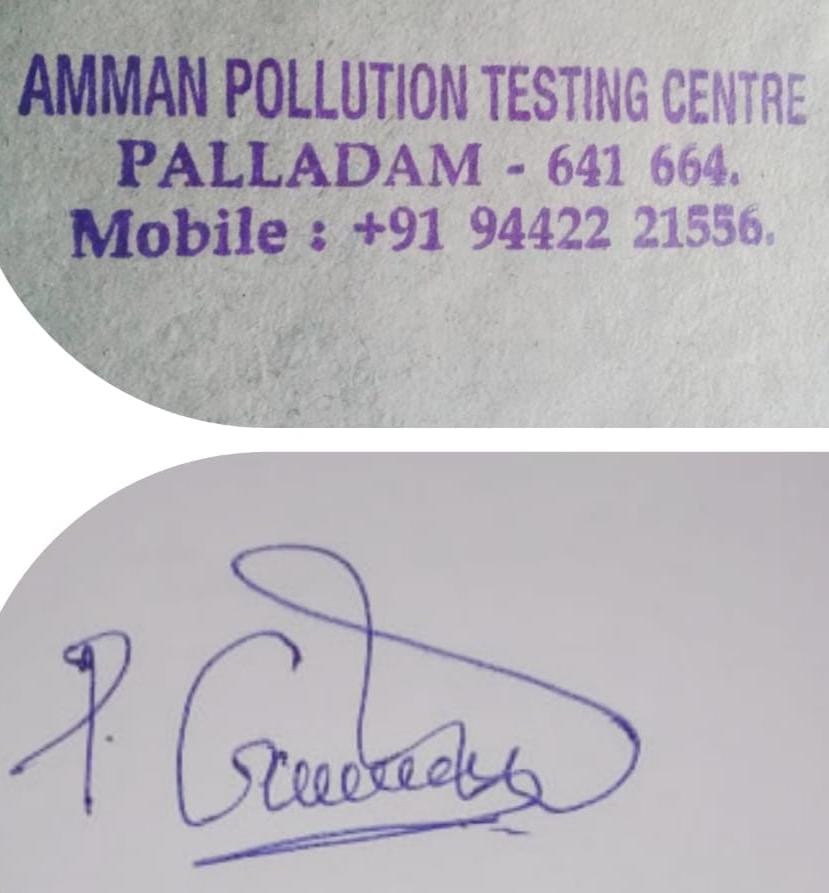 AMMAN POLLUTION TESTING CENTRE
PALLADAM - 641 664.
Mobile : +91 94422 21556.
P.